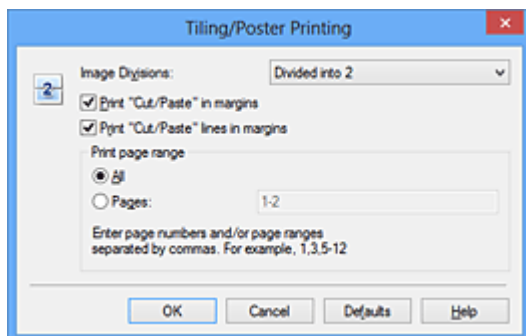 Tiling/Poster Printing
Image Divisions: Divided into 2
2
Print "Cut/Paste" in margins
Print "Cut/Paste" lines in margins
Print page range
All
Pages: 1-2
Enter page numbers and/or page ranges
separated by commas. For example, 1,3,5-12
OK Cancel Defaults Help